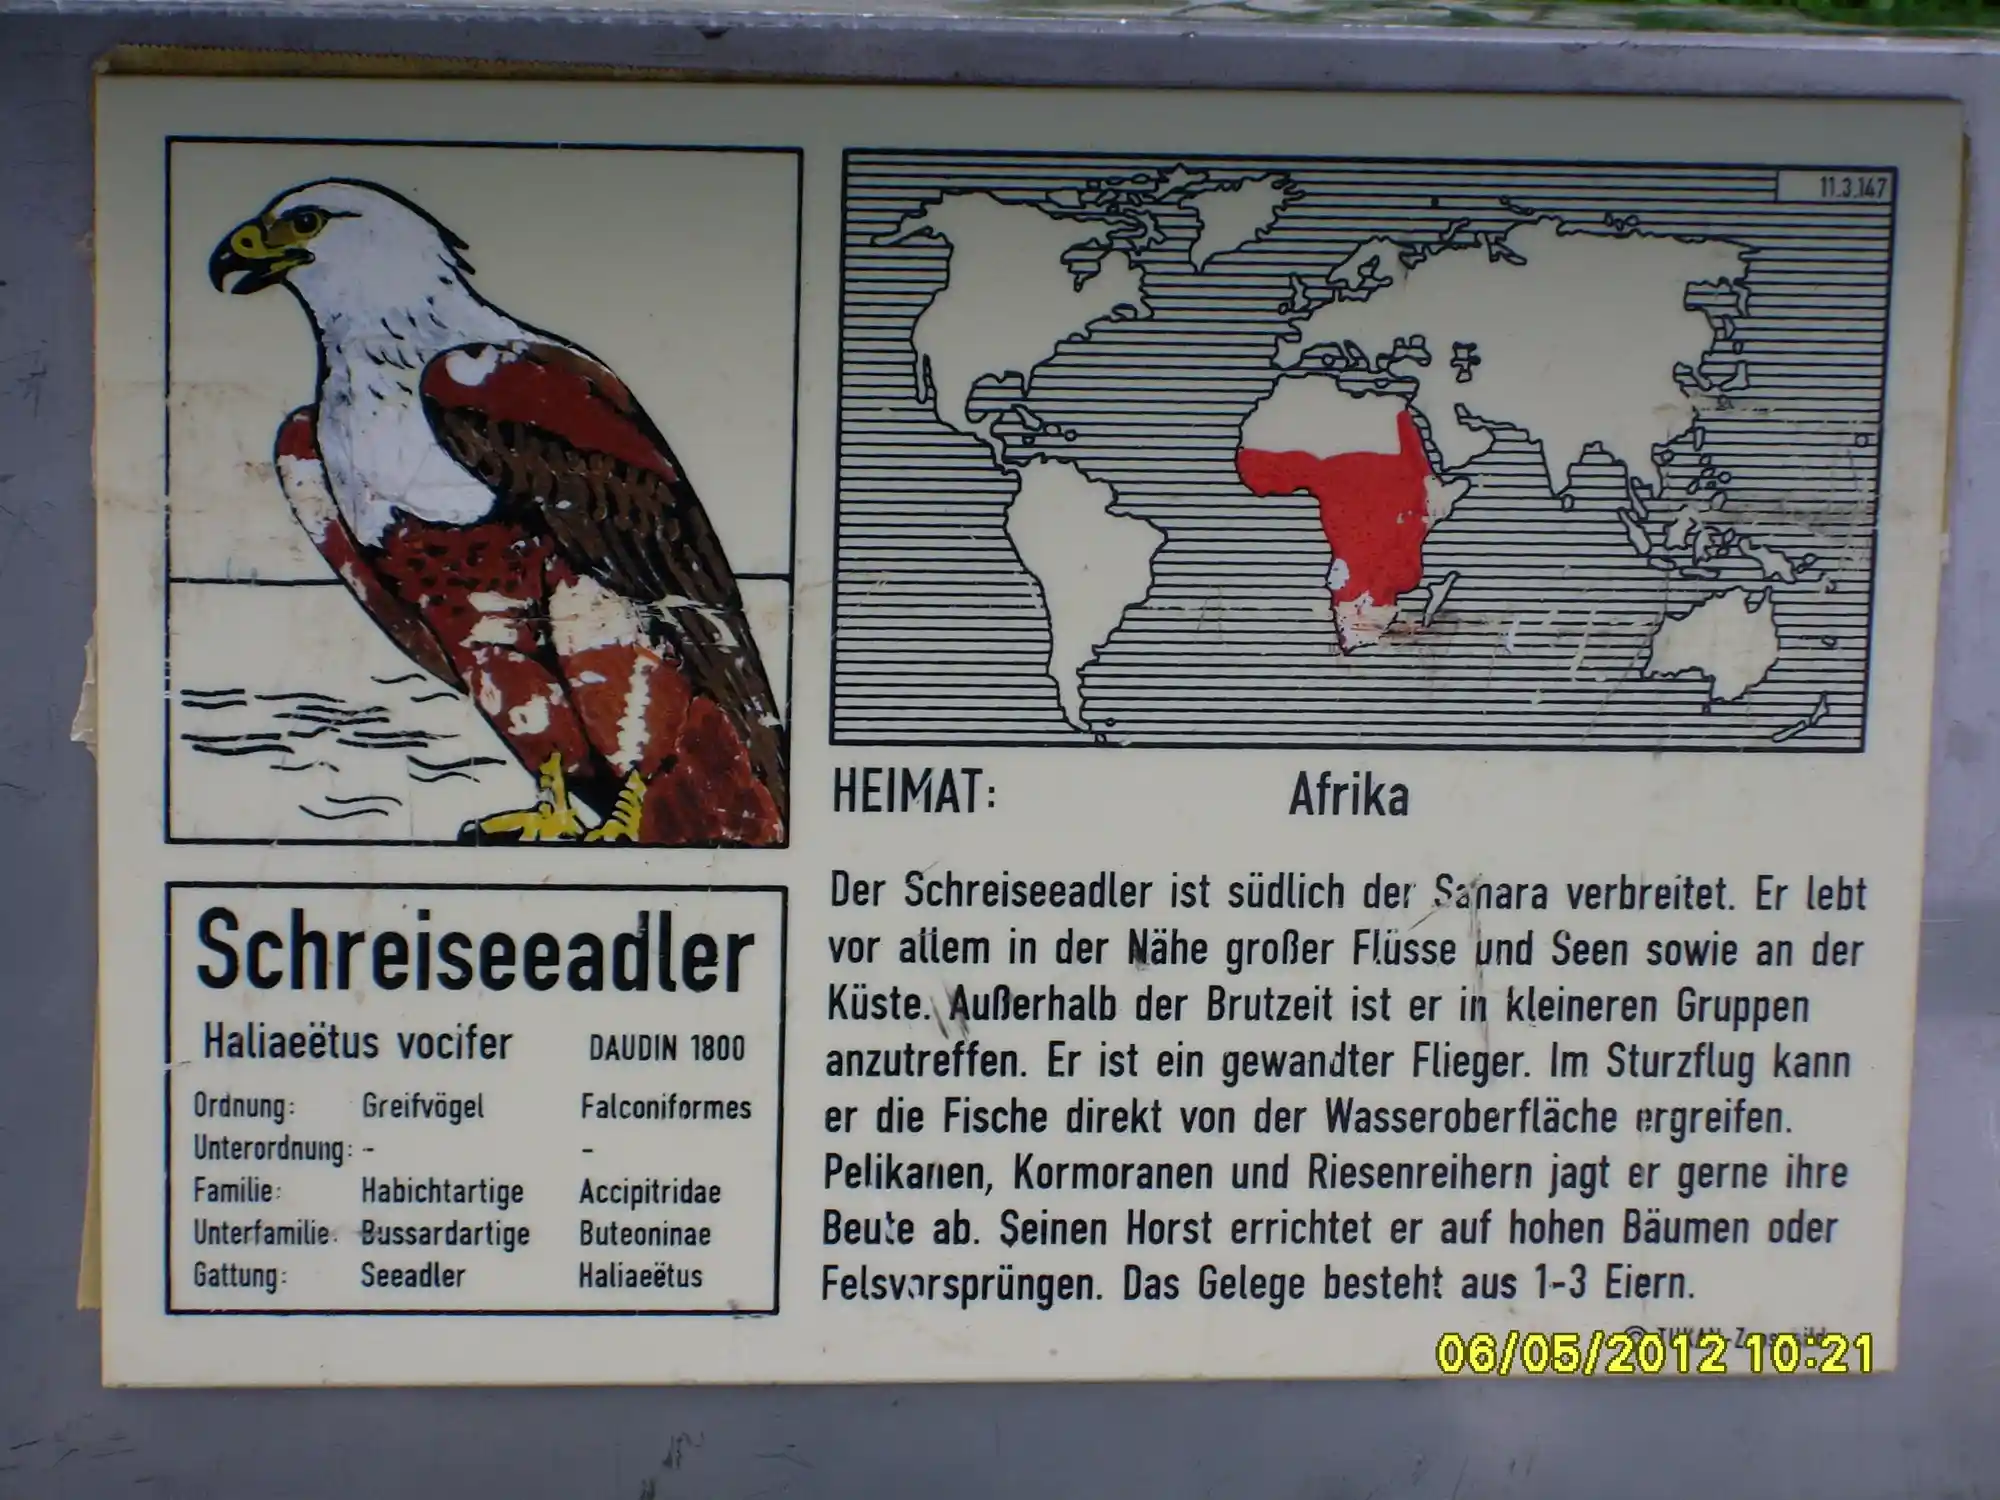 11.3.147
HEIMAT: Afrika
Schreiseeadler
Haliaeëtus vocifer DAUDIN 1800
Ordnung: Greifvögel Falconiformes
Unterordnung: - -
Familie: Habichtartige Accipitridae
Unterfamilie: Bussardartige Buteoninae
Gattung: Seeadler Haliaeëtus
Der Schreiseeadler ist südlich der Sahara verbreitet. Er lebt
vor allem in der Nähe großer Flüsse und Seen sowie an der
Küste. Außerhalb der Brutzeit ist er in kleineren Gruppen
anzutreffen. Er ist ein gewandter Flieger. Im Sturzflug kann
er die Fische direkt von der Wasseroberfläche ergreifen.
Pelikanen, Kormoranen und Riesenreihern jagt er gerne ihre
Beute ab. Seinen Horst errichtet er auf hohen Bäumen oder
Felsvorsprüngen. Das Gelege besteht aus 1-3 Eiern.
© TUKAN-
06/05/2012 10:21